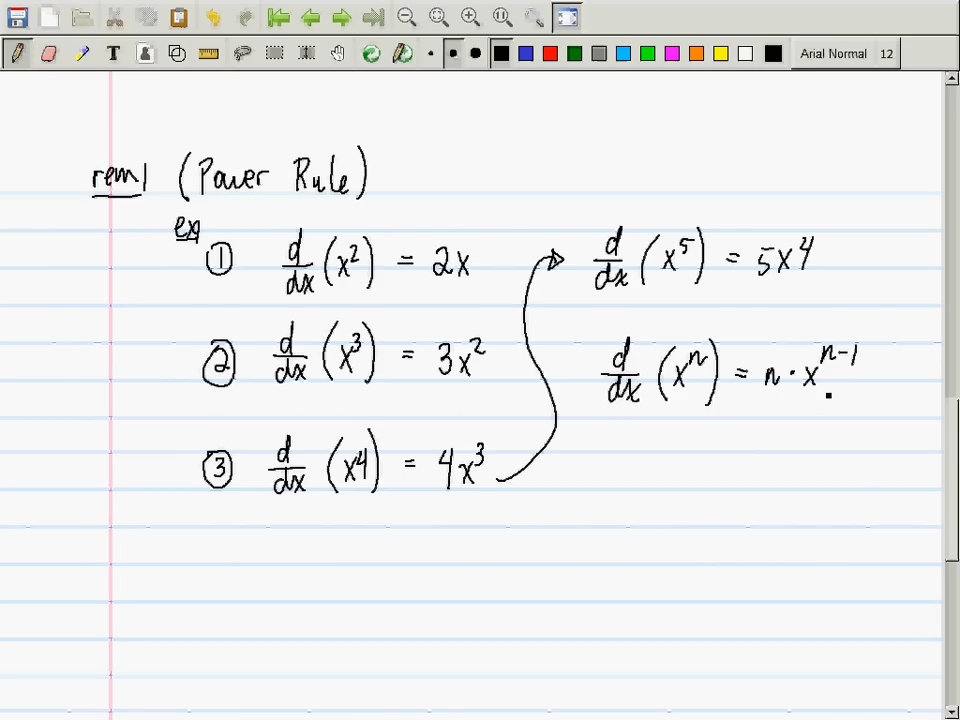 T
Arial Normal 12
rem1 (Power Rule)
ex
① d/dx (x²) = 2x
② d/dx (x³) = 3x²
③ d/dx (x⁴) = 4x³
d/dx (x⁵) = 5x⁴
d/dx (xⁿ) = n · xⁿ⁻¹